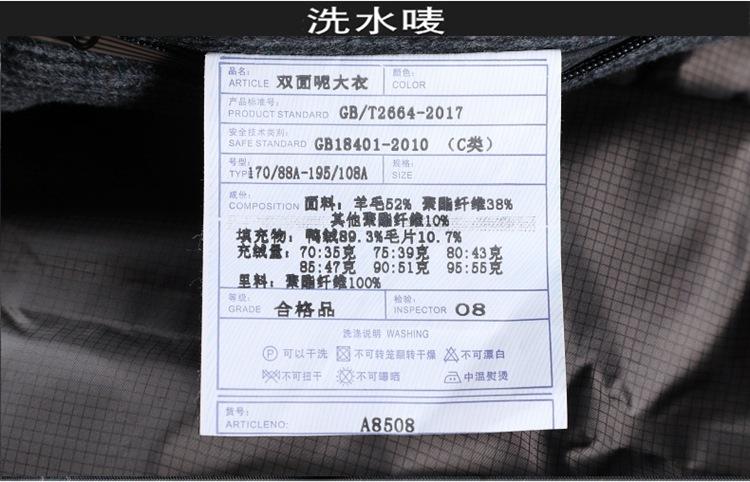 洗水唛
品名:
ARTICLE 双面呢大衣
颜色:
COLOR
产品标准号:
PRODUCT STANDARD GB/T2664-2017
安全技术类别:
SAFE STANDARD GB18401-2010 （C类）
号型:
TYP 170/88A-195/108A
规格:
SIZE
成份:
COMPOSITION 面料：羊毛52% 聚酯纤维38%
其他聚酯纤维10%
填充物：鸭绒89.3%毛片10.7%
充绒量：70:35克 75:39克 80:43克
85:47克 90:51克 95:55克
里料：聚酯纤维100%
等级:
GRADE 合格品
检验:
INSPECTOR 08
洗涤说明 WASHING
P 可以干洗 不可转笼翻转干燥 不可漂白
不可扭干 不可曝晒 中温熨烫
货号:
ARTICLENO: A8508